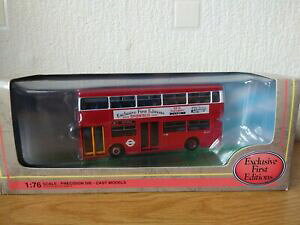 Exclusive First Editions
1:76 SCALE PRECISION DIE - CAST MODELS
Exclusive
First
Editions